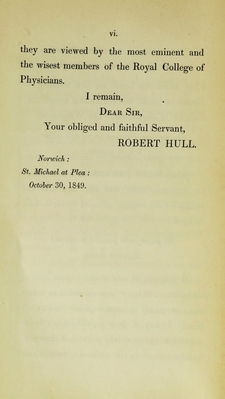 vi.
they are viewed by the most eminent and
the wisest members of the Royal College of
Physicians.
I remain,
Dear Sir,
Your obliged and faithful Servant,
ROBERT HULL.
Norwich :
St. Michael at Plea :
October 30, 1849.